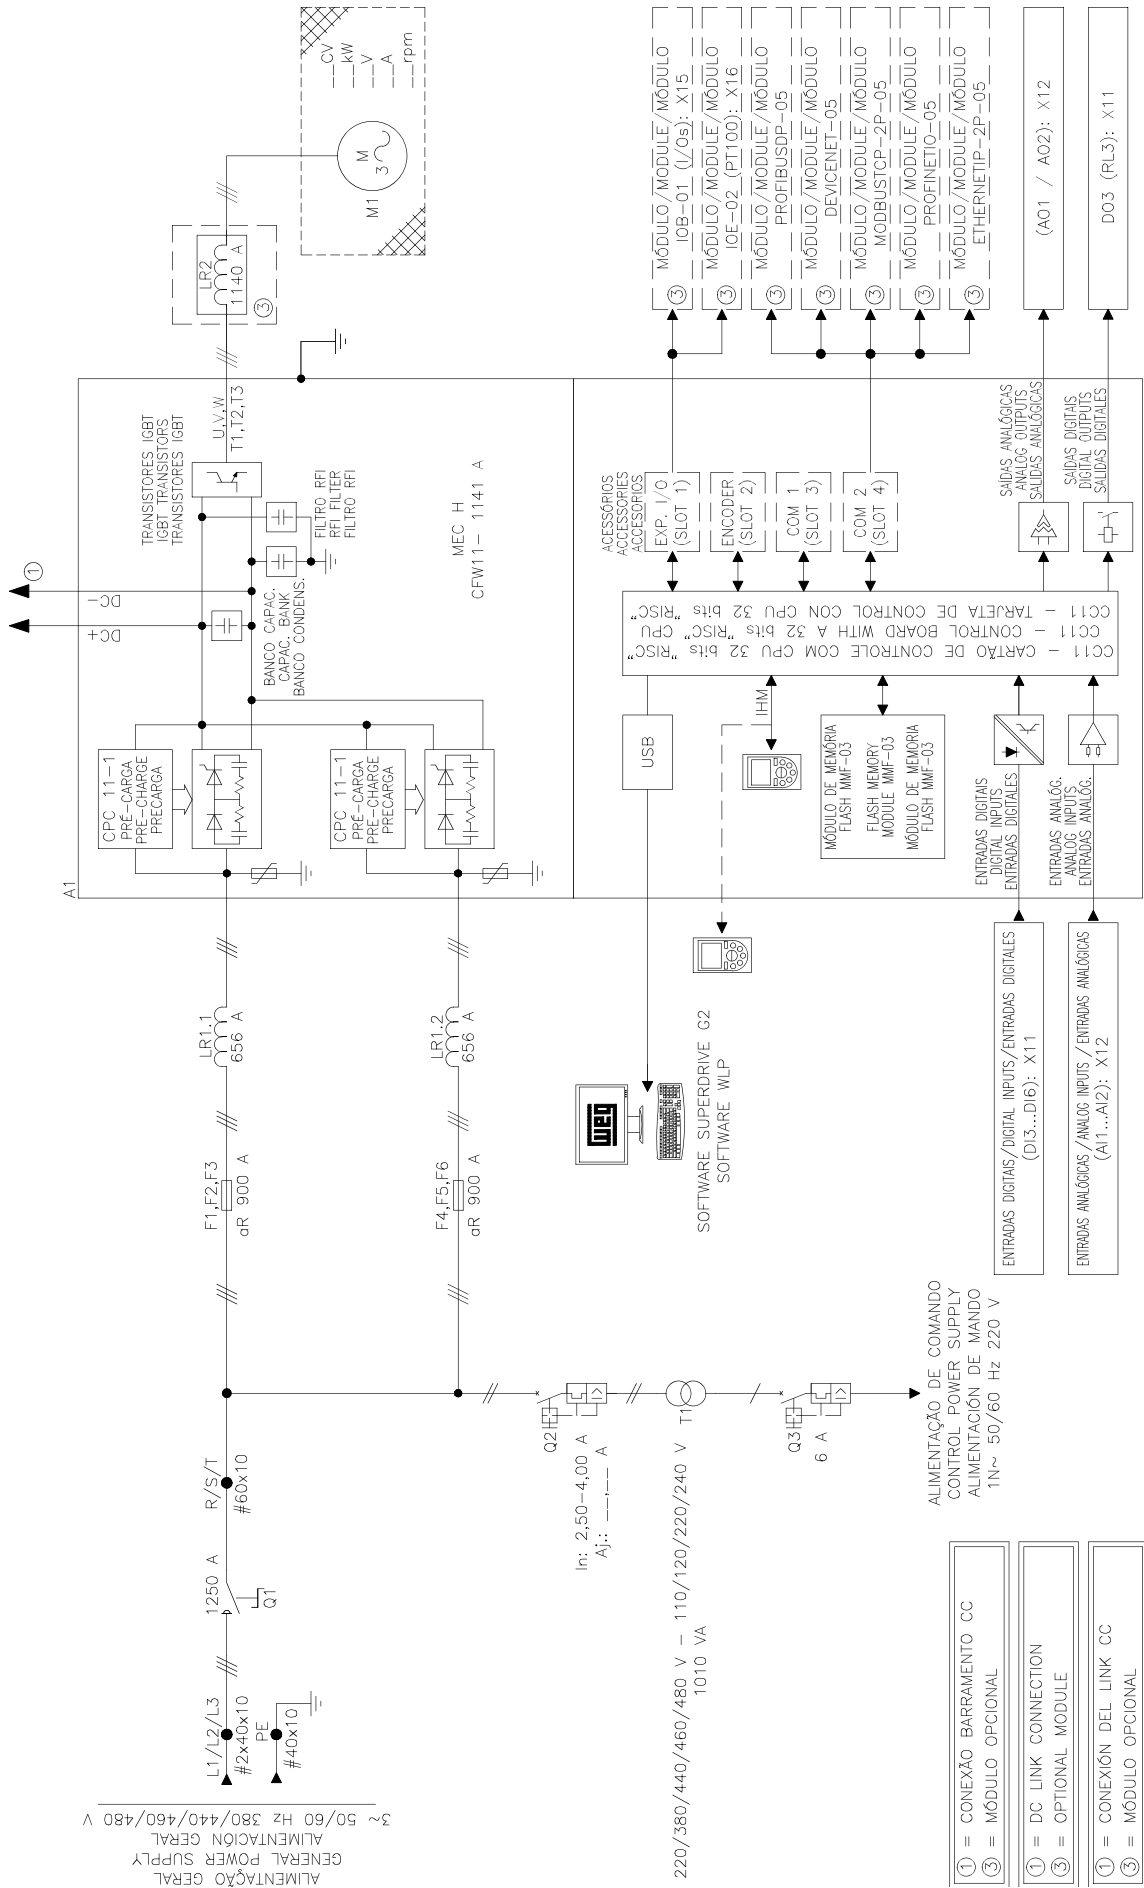 ALIMENTAÇÃO GERAL
GENERAL POWER SUPPLY
ALIMENTACIÓN GERAL
3~ 50/60 Hz 380/440/460/480 V
L1/L2/L3
#2x40x10
PE
#40x10
1250 A
Q1
R/S/T
#60x10
F1,F2,F3
aR 900 A
LR1.1
656 A
F4,F5,F6
aR 900 A
LR1.2
656 A
A1
CPC 11-1
PRÉ-CARGA
PRE-CHARGE
PRECARGA
CPC 11-1
PRÉ-CARGA
PRE-CHARGE
PRECARGA
DC+
DC-
1
BANCO CAPAC.
CAPAC. BANK
BANCO CONDENS.
FILTRO RFI
RFI FILTER
FILTRO RFI
TRANSISTORES IGBT
IGBT TRANSISTORS
TRANSISTORES IGBT
U,V,W
T1,T2,T3
MEC H
CFW11- 1141 A
LR2
1140 A
3
M
3
M1
__CV
__kW
__V
__A
__rpm
Q2
In: 2,50-4,00 A
Aj.: __,__ A
T1
220/380/440/460/480 V - 110/120/220/240 V
1010 VA
Q3
6 A
ALIMENTAÇÃO DE COMANDO
CONTROL POWER SUPPLY
ALIMENTACIÓN DE MANDO
1N~ 50/60 Hz 220 V
weg
SOFTWARE SUPERDRIVE G2
SOFTWARE WLP
USB
IHM
MÓDULO DE MEMÓRIA
FLASH MMF-03
FLASH MEMORY
MODULE MMF-03
MÓDULO DE MEMORIA
FLASH MMF-03
CC11 - CARTÃO DE CONTROLE COM CPU 32 bits "RISC"
CC11 - CONTROL BOARD WITH A 32 bits "RISC" CPU
CC11 - TARJETA DE CONTROL CON CPU 32 bits "RISC"
ACESSÓRIOS
ACCESSORIES
ACCESORIOS
EXP. I/O
(SLOT 1)
ENCODER
(SLOT 2)
COM 1
(SLOT 3)
COM 2
(SLOT 4)
3
MÓDULO/MODULE/MÓDULO
IOB-01 (I/Os): X15
3
MÓDULO/MODULE/MÓDULO
IOE-02 (PT100): X16
3
MÓDULO/MODULE/MÓDULO
PROFIBUSDP-05
3
MÓDULO/MODULE/MÓDULO
DEVICENET-05
3
MÓDULO/MODULE/MÓDULO
MODBUSTCP-2P-05
3
MÓDULO/MODULE/MÓDULO
PROFINETIO-05
3
MÓDULO/MODULE/MÓDULO
ETHERNETIP-2P-05
SAÍDAS ANALÓGICAS
ANALOG OUTPUTS
SALIDAS ANALÓGICAS
(AO1 / AO2): X12
SAÍDAS DIGITAIS
DIGITAL OUTPUTS
SALIDAS DIGITALES
DO3 (RL3): X11
ENTRADAS DIGITAIS
DIGITAL INPUTS
ENTRADAS DIGITALES
ENTRADAS ANALÓG.
ANALOG INPUTS
ENTRADAS ANALÓG.
ENTRADAS DIGITAIS/DIGITAL INPUTS/ENTRADAS DIGITALES
(DI3...DI6): X11
ENTRADAS ANALÓGICAS/ANALOG INPUTS/ENTRADAS ANALÓGICAS
(AI1...AI2): X12
1 = CONEXÃO BARRAMENTO CC
3 = MÓDULO OPCIONAL
1 = DC LINK CONNECTION
3 = OPTIONAL MODULE
1 = CONEXIÓN DEL LINK CC
3 = MÓDULO OPCIONAL